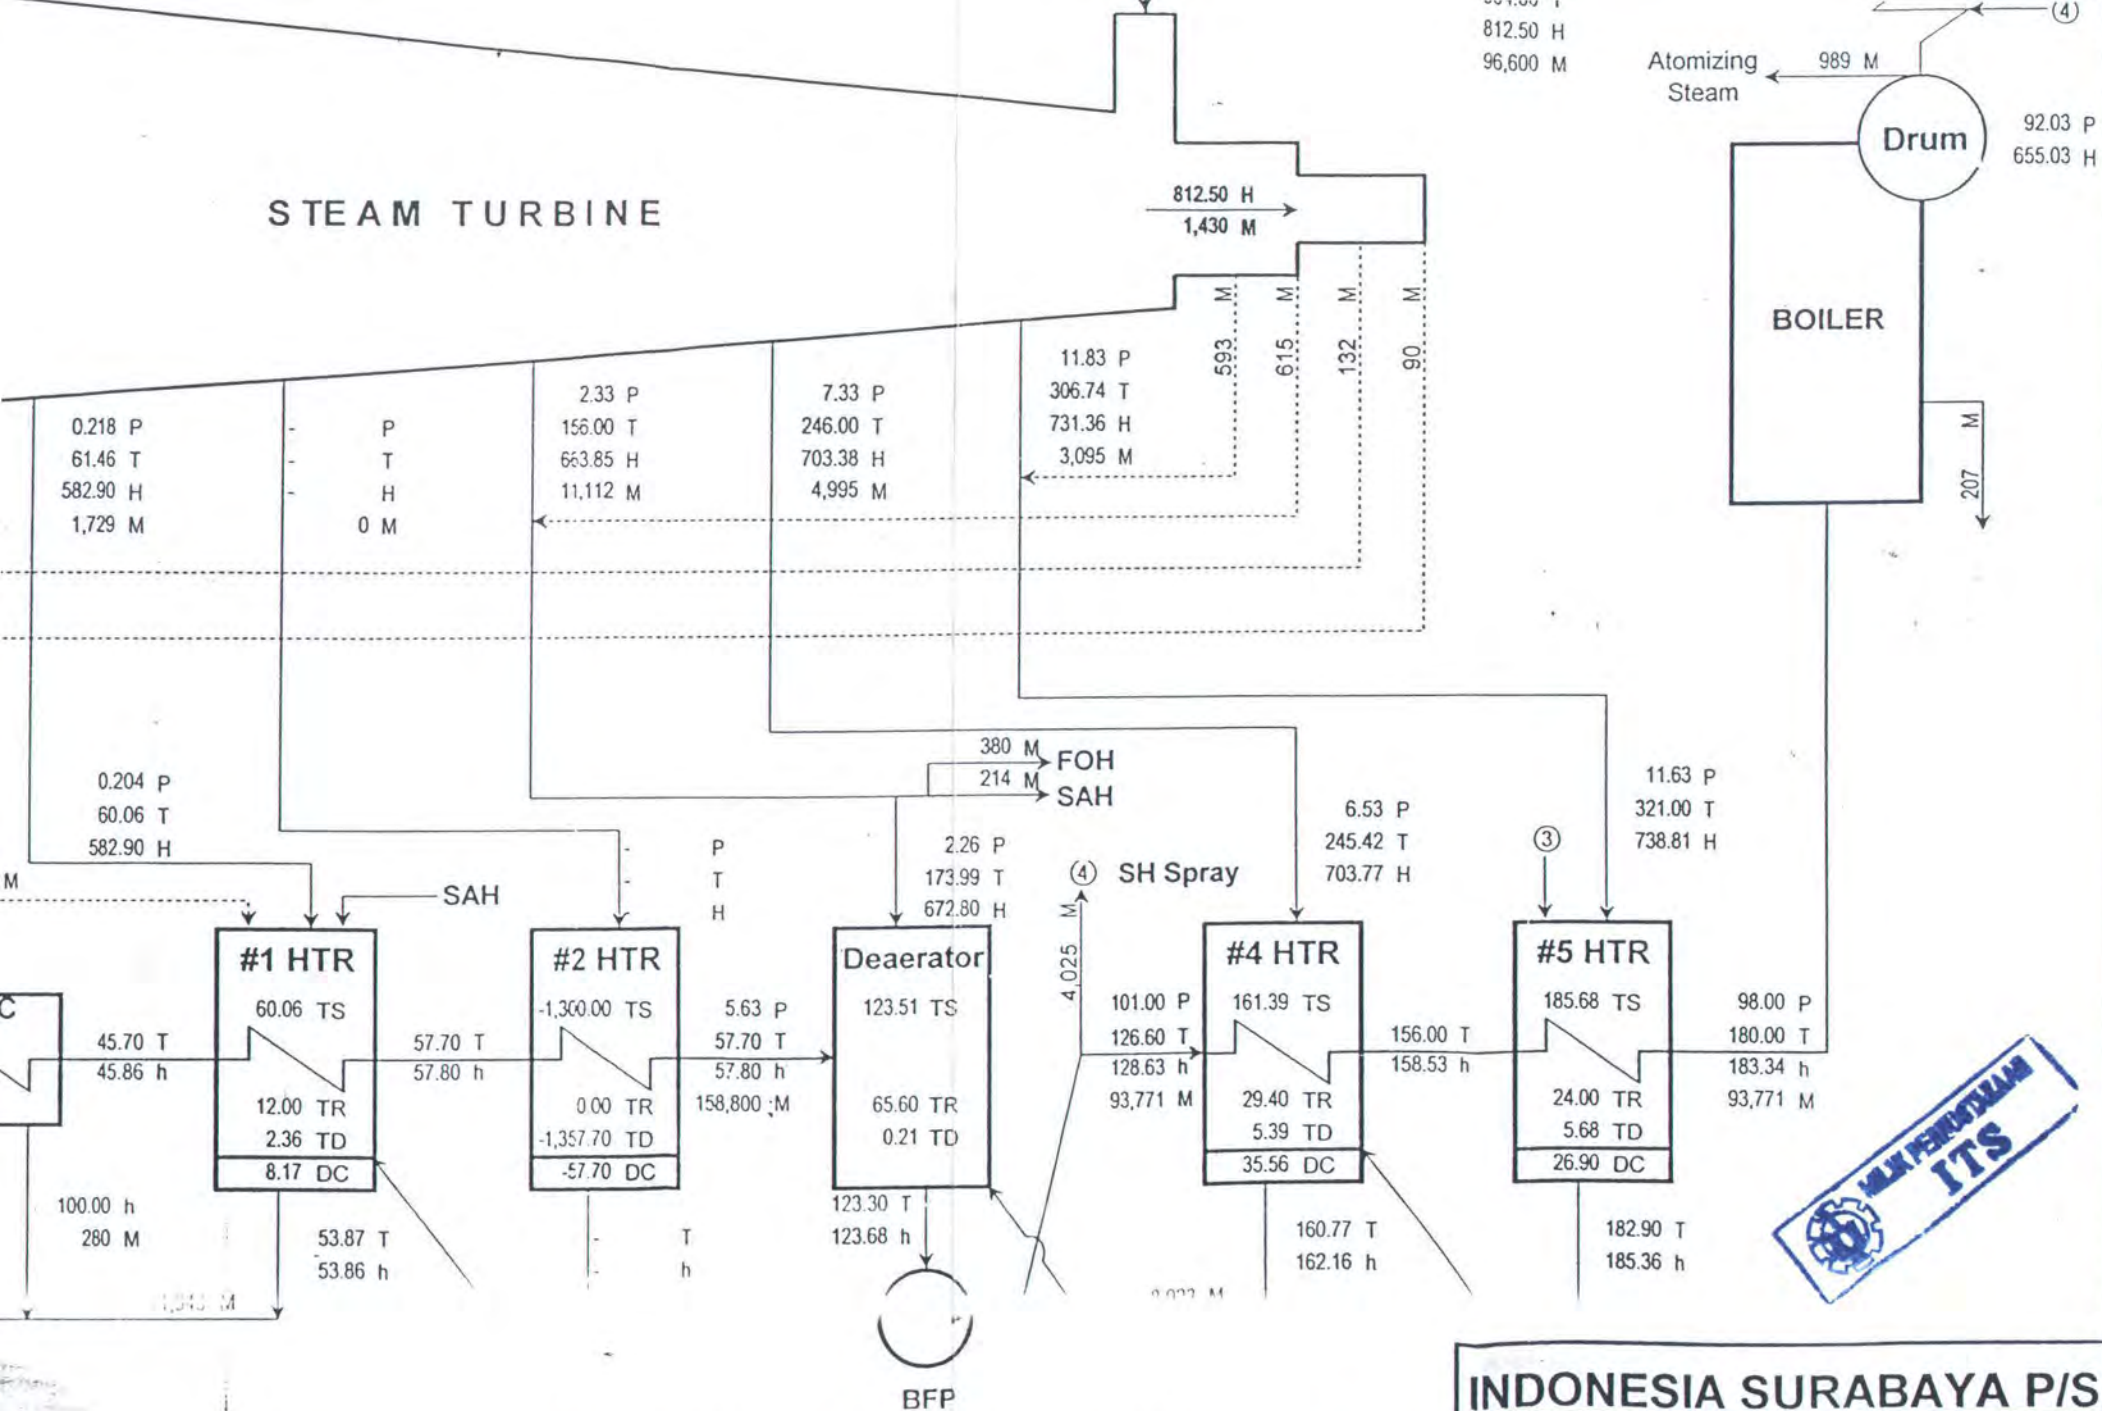 812.50 H
96,600 M
(4)
Atomizing
Steam
989 M
Drum
92.03 P
655.03 H
STEAM TURBINE
812.50 H
1,430 M
BOILER
593 M
615 M
132 M
90 M
207 M
0.218 P
61.46 T
582.90 H
1,729 M
- P
- T
- H
0 M
2.33 P
156.00 T
663.85 H
11,112 M
7.33 P
246.00 T
703.38 H
4,995 M
11.83 P
306.74 T
731.36 H
3,095 M
380 M FOH
214 M SAH
0.204 P
60.06 T
582.90 H
M
SAH
- P
- T
H
2.26 P
173.99 T
672.80 H
(4) SH Spray
4,025 M
6.53 P
245.42 T
703.77 H
(3)
11.63 P
321.00 T
738.81 H
C
45.70 T
45.86 h
#1 HTR
60.06 TS
12.00 TR
2.36 TD
8.17 DC
57.70 T
57.80 h
#2 HTR
-1,300.00 TS
0.00 TR
-1,357.70 TD
-57.70 DC
5.63 P
57.70 T
57.80 h
158,800 M
Deaerator
123.51 TS
65.60 TR
0.21 TD
101.00 P
126.60 T
128.63 h
93,771 M
#4 HTR
161.39 TS
29.40 TR
5.39 TD
35.56 DC
156.00 T
158.53 h
#5 HTR
185.68 TS
24.00 TR
5.68 TD
26.90 DC
98.00 P
180.00 T
183.34 h
93,771 M
100.00 h
280 M
53.87 T
53.86 h
- T
- h
123.30 T
123.68 h
160.77 T
162.16 h
182.90 T
185.36 h
M
M
BFP
MILIK PERPUSTAKAAN
ITS
INDONESIA SURABAYA P/S